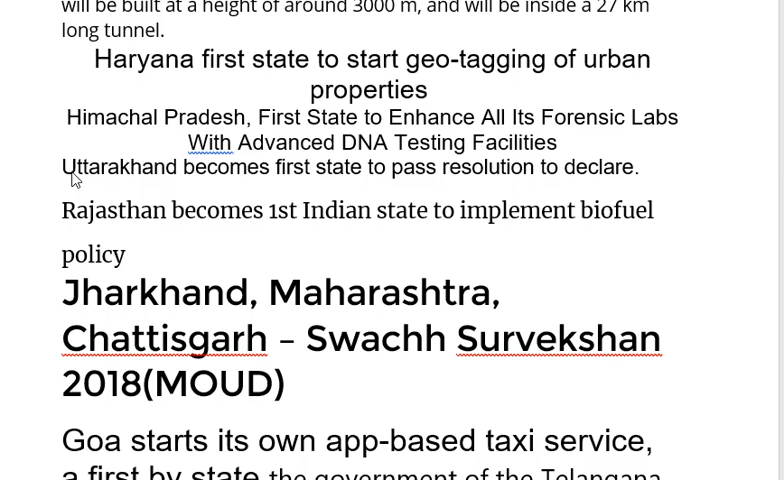 will be built at a height of around 3000 m, and will be inside a 27 km
long tunnel.
Haryana first state to start geo-tagging of urban
properties
Himachal Pradesh, First State to Enhance All Its Forensic Labs
With Advanced DNA Testing Facilities
Uttarakhand becomes first state to pass resolution to declare.
Rajasthan becomes 1st Indian state to implement biofuel
policy
Jharkhand, Maharashtra,
Chattisgarh – Swachh Survekshan
2018(MOUD)
Goa starts its own app-based taxi service,
a first by state the government of the Telangana